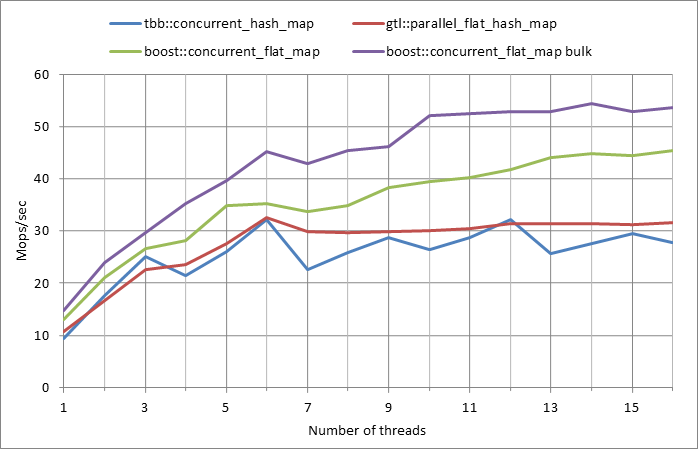 tbb::concurrent_hash_map gtl::parallel_flat_hash_map
boost::concurrent_flat_map boost::concurrent_flat_map bulk
60
50
40
30
20
10
0
Mops/sec
1 3 5 7 9 11 13 15
Number of threads